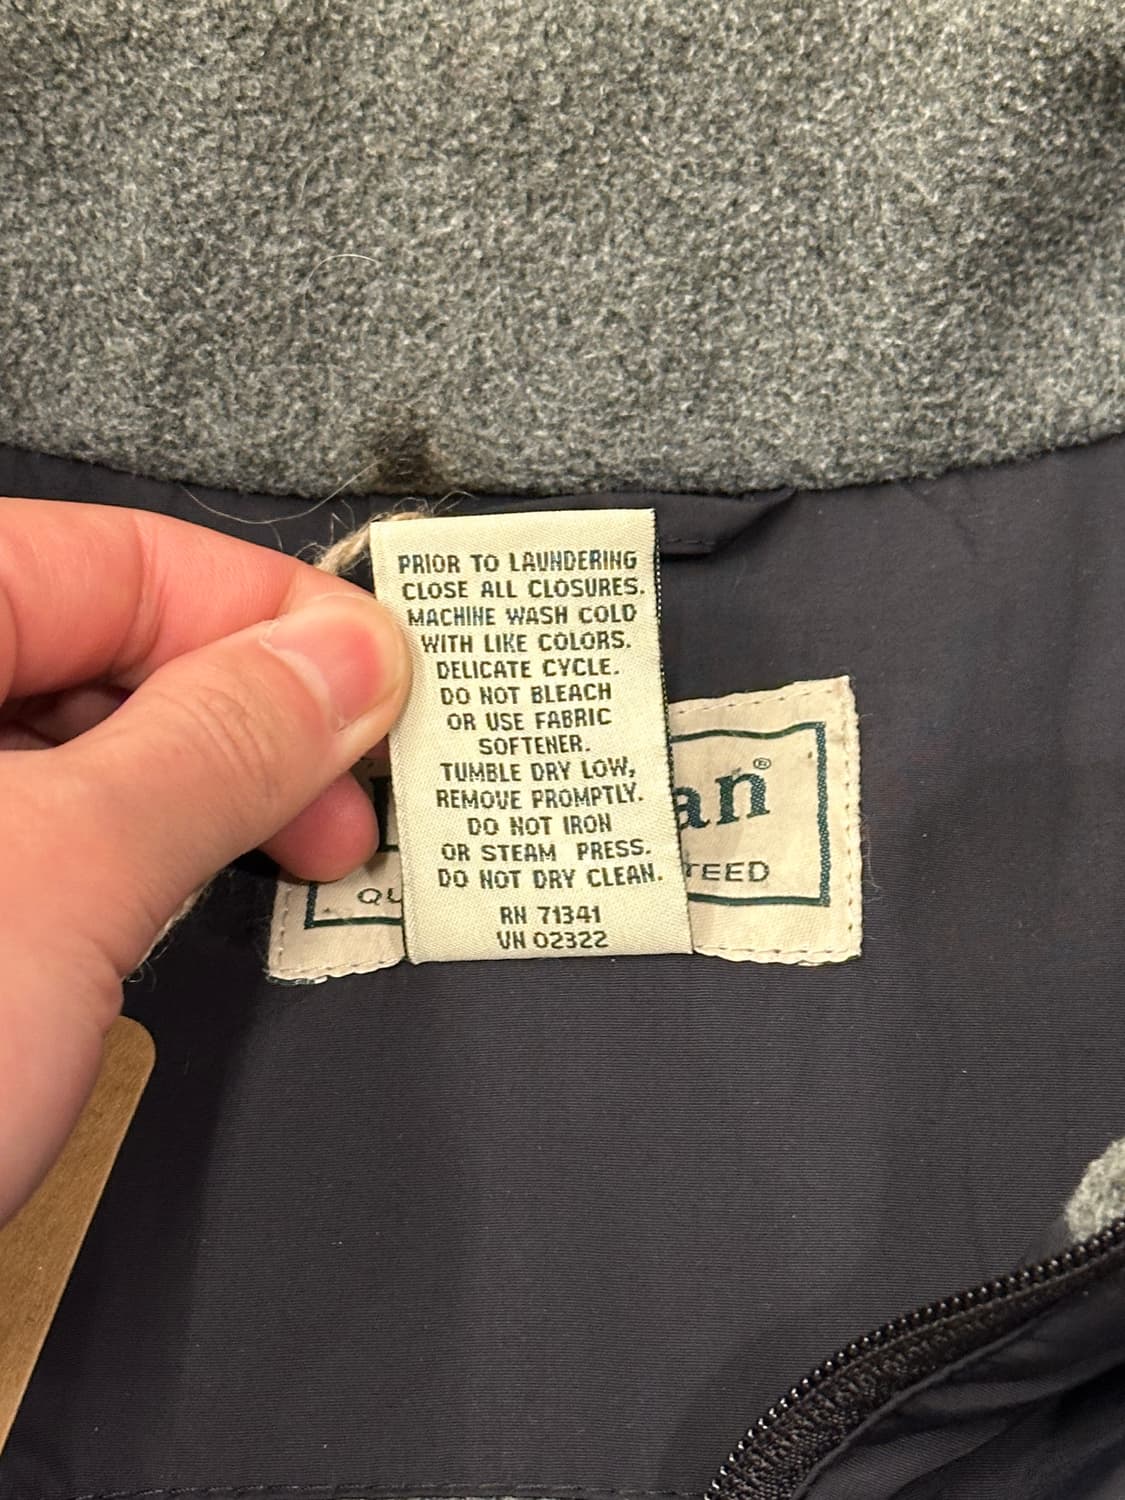 PRIOR TO LAUNDERING
CLOSE ALL CLOSURES.
MACHINE WASH COLD
WITH LIKE COLORS.
DELICATE CYCLE.
DO NOT BLEACH
OR USE FABRIC
SOFTENER.
TUMBLE DRY LOW,
REMOVE PROMPTLY.
DO NOT IRON
OR STEAM PRESS.
DO NOT DRY CLEAN.
RN 71341
VN 02322
an®
QU TEED